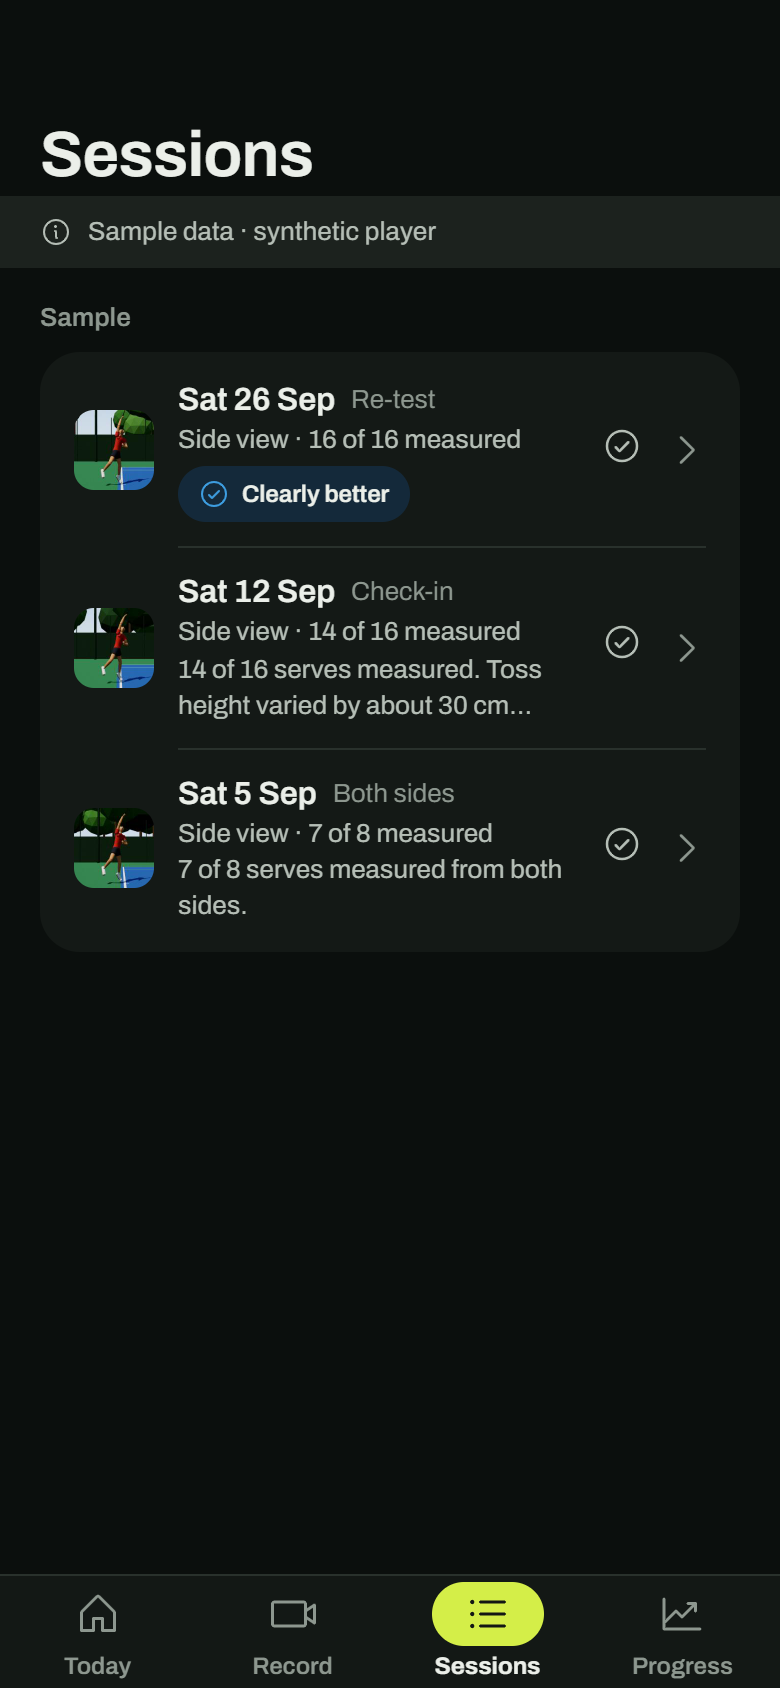 Sessions
Sample data · synthetic player
Sample
Sat 26 Sep Re-test
Side view · 16 of 16 measured
Clearly better
Sat 12 Sep Check-in
Side view · 14 of 16 measured
14 of 16 serves measured. Toss
height varied by about 30 cm...
Sat 5 Sep Both sides
Side view · 7 of 8 measured
7 of 8 serves measured from both
sides.
Today Record Sessions Progress